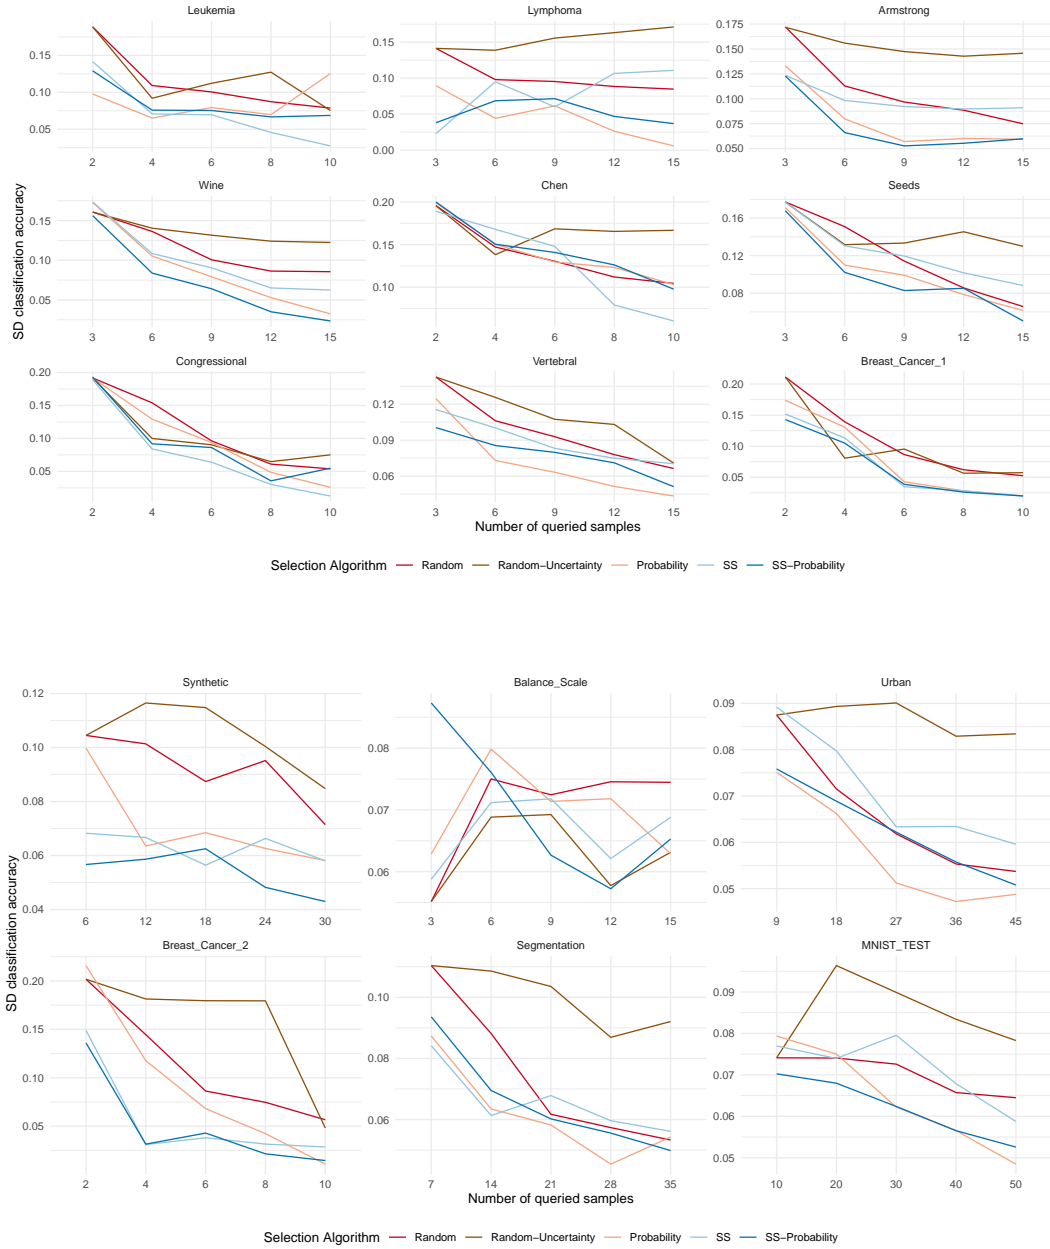 Leukemia
Lymphoma
Armstrong
0.15
0.10
0.05
2 4 6 8 10
0.15
0.10
0.05
0.00
3 6 9 12 15
0.175
0.150
0.125
0.100
0.075
0.050
3 6 9 12 15
SD classification accuracy
Wine
Chen
Seeds
0.15
0.10
0.05
3 6 9 12 15
0.20
0.15
0.10
2 4 6 8 10
0.16
0.12
0.08
2 4 6 8 10
Congressional
Vertebral
Breast_Cancer_1
0.20
0.15
0.10
0.05
2 4 6 8 10
0.12
0.09
0.06
3 6 9 12 15
0.20
0.15
0.10
0.05
2 4 6 8 10
Number of queried samples
Selection Algorithm Random Random−Uncertainty Probability SS SS−Probability
Synthetic
Balance_Scale
Urban
0.12
0.10
0.08
0.06
0.04
6 12 18 24 30
0.08
0.07
0.06
3 6 9 12 15
0.09
0.08
0.07
0.06
0.05
9 18 27 36 45
SD classification accuracy
Breast_Cancer_2
Segmentation
MNIST_TEST
0.20
0.15
0.10
0.05
2 4 6 8 10
0.10
0.08
0.06
7 14 21 28 35
0.09
0.08
0.07
0.06
0.05
10 20 30 40 50
Number of queried samples
Selection Algorithm Random Random−Uncertainty Probability SS SS−Probability